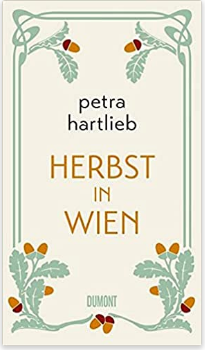 petra
hartlieb
HERBST
IN
WIEN
DUMONT